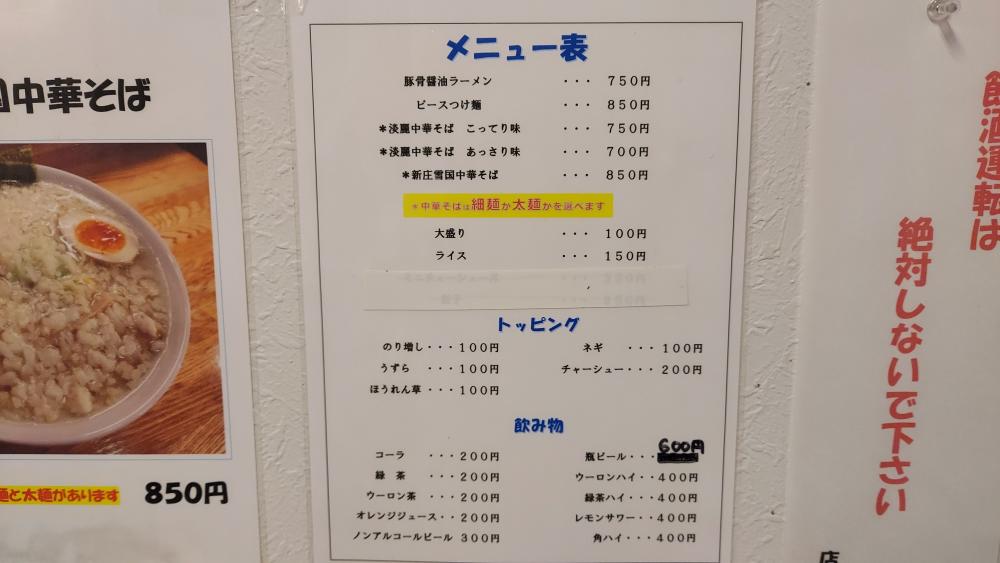 国中華そば
麺と太麺があります 850円
メニュー表
豚骨醤油ラーメン ・・・ 750円
ピースつけ麺 ・・・ 850円
*淡麗中華そば こってり味 ・・・ 750円
*淡麗中華そば あっさり味 ・・・ 700円
*新庄雪国中華そば ・・・ 850円
*中華そばは細麺か太麺かを選べます
大盛り ・・・ 100円
ライス ・・・ 150円
トッピング
のり増し・・・100円 ネギ ・・・100円
うずら ・・・100円 チャーシュー・・・200円
ほうれん草・・・100円
飲み物
コーラ ・・・200円 瓶ビール・・・600円
緑茶 ・・・200円 ウーロンハイ・・400円
ウーロン茶 ・・・200円 緑茶ハイ・・・400円
オレンジジュース・・200円 レモンサワー・・400円
ノンアルコールビール 300円 角ハイ・・・400円
飲酒運転は
絶対しないで下さい
店